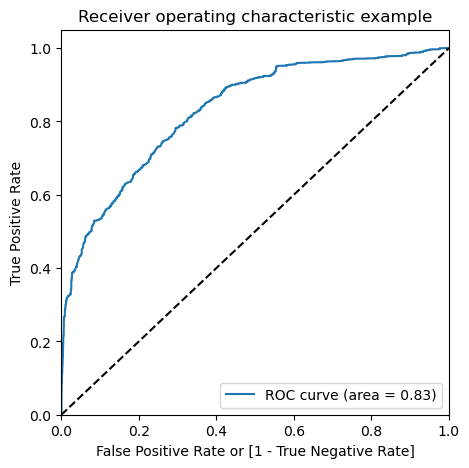 Receiver operating characteristic example
True Positive Rate
1.0
0.8
0.6
0.4
0.2
0.0
ROC curve (area = 0.83)
0.0 0.2 0.4 0.6 0.8 1.0
False Positive Rate or [1 - True Negative Rate]